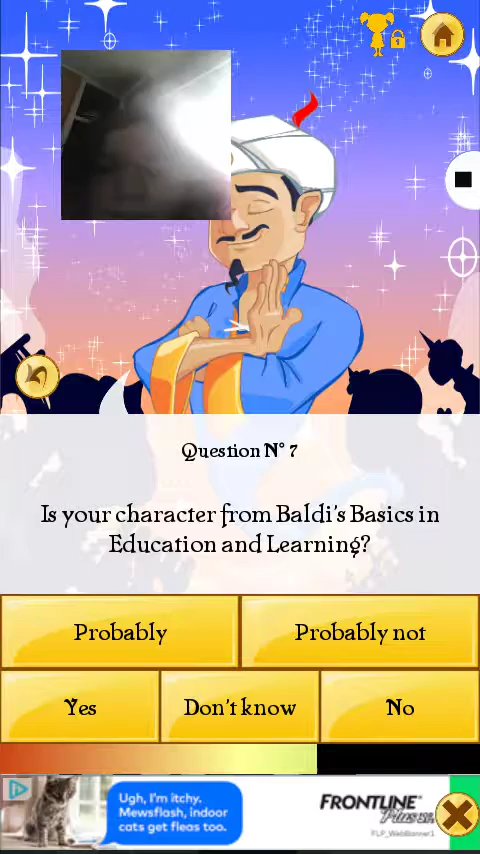 Question N° 7
Is your character from Baldi's Basics in
Education and Learning?
Probably
Probably not
Yes
Don't know
No
Ugh, I'm itchy.
Mewsflash, indoor
cats get fleas too.
FRONTLINE
Plus
FLP_WebBanner1